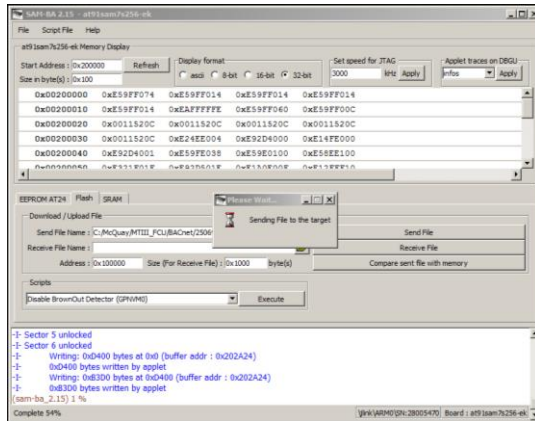 SAM-BA 2.15 - at91sam7s256-ek
File Script File Help
at91sam7s256-ek Memory Display
Start Address : 0x200000 Refresh
Size in byte(s) : 0x100
Display format
ascii 8-bit 16-bit 32-bit
Set speed for JTAG
3000 kHz Apply
Applet traces on DBGU
infos Apply
0x00200000 0xE59FF074 0xE59FF014 0xE59FF014 0xE59FF014
0x00200010 0xE59FF014 0xEAFFFFFE 0xE59FF060 0xE59FF00C
0x00200020 0x0011520C 0x0011520C 0x0011520C 0x0011520C
0x00200030 0x0011520C 0xE24EE004 0xE92D4000 0xE14FE000
0x00200040 0xE92D4001 0xE59FE038 0xE59E0100 0xE58EE100
0x00200050
EEPROM AT24 Flash SRAM
Please Wait...
Sending File to the target
Download / Upload File
Send File Name : C:/McQuay/MTIII_FCU/BACnet/2506 Send File
Receive File Name : Receive File
Address : 0x100000 Size (For Receive File) : 0x1000 byte(s) Compare sent file with memory
Scripts
Disable BrownOut Detector (GPNVM0) Execute
-I- Sector 5 unlocked
-I- Sector 6 unlocked
-I- Writing: 0xD400 bytes at 0x0 (buffer addr : 0x202A24)
-I- 0xD400 bytes written by applet
-I- Writing: 0xB3D0 bytes at 0xD400 (buffer addr : 0x202A24)
-I- 0xB3D0 bytes written by applet
(sam-ba_2.15) 1 %
Complete 54% \jlink\ARM0\SN:28005470 Board : at91sam7s256-ek